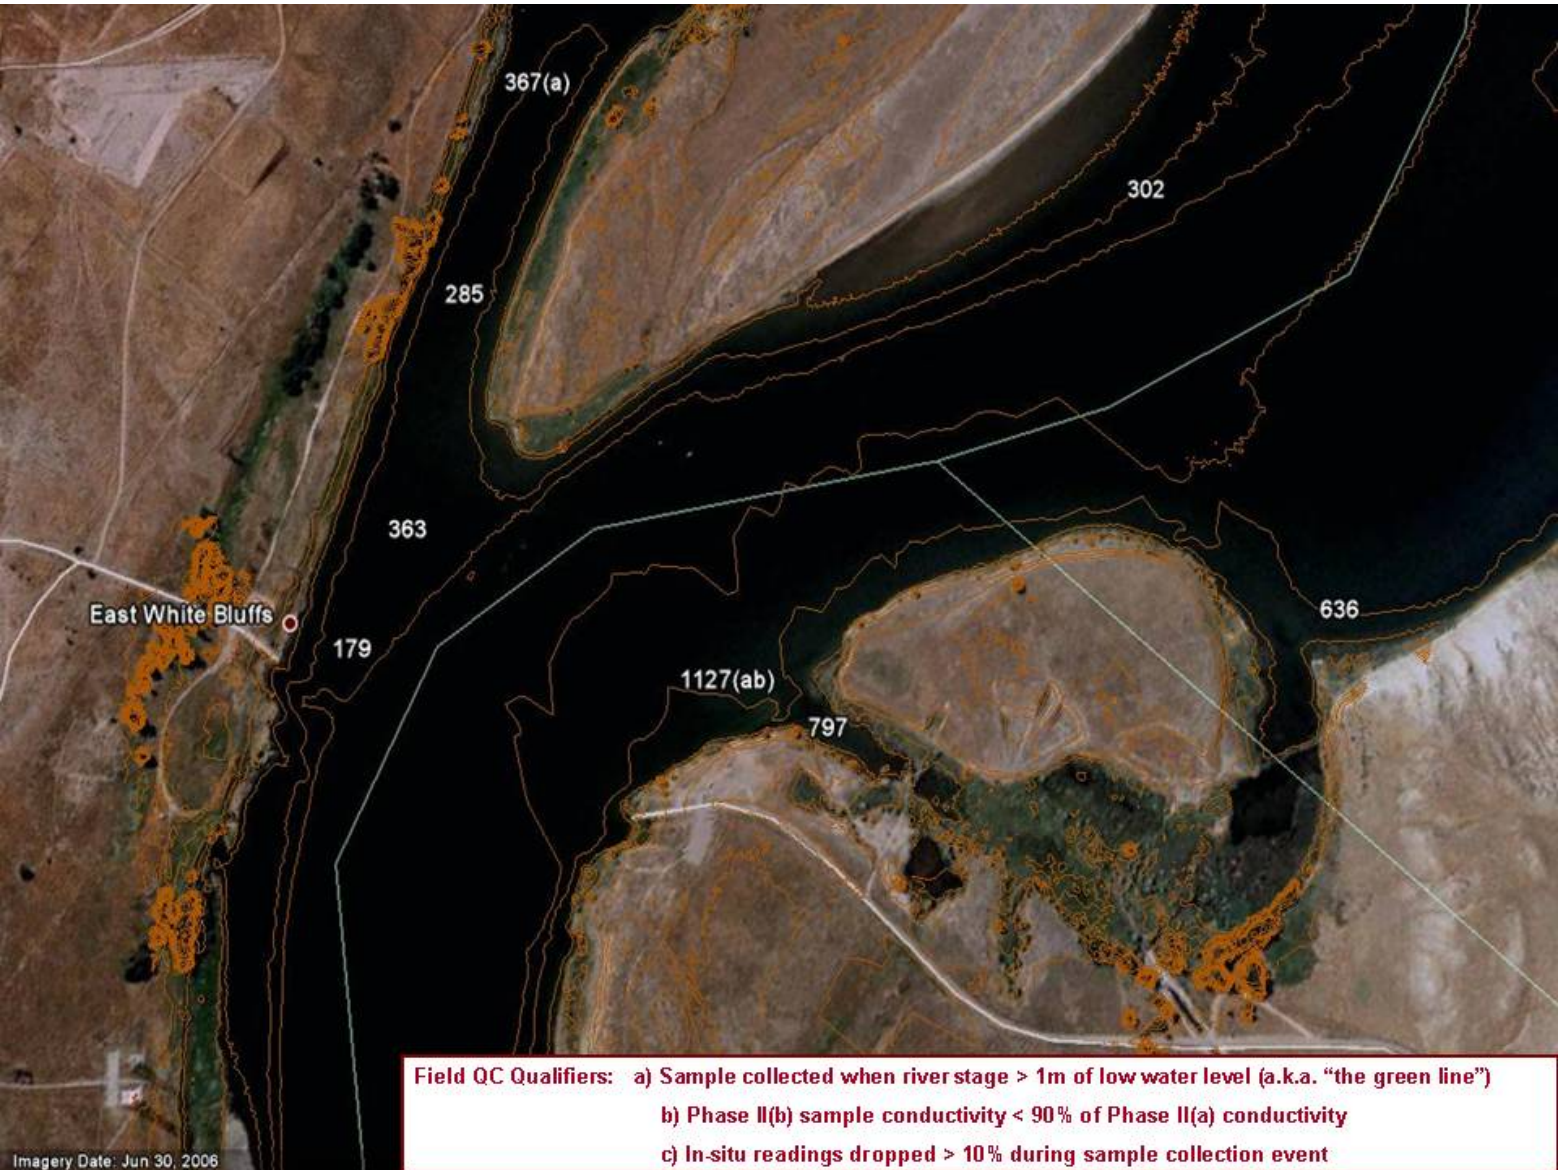 367(a)
302
285
363
East White Bluffs
636
179
1127(ab)
797
Field QC Qualifiers: a) Sample collected when river stage > 1m of low water level (a.k.a. “the green line”)
b) Phase II(b) sample conductivity < 90% of Phase II(a) conductivity
c) In-situ readings dropped > 10% during sample collection event
Imagery Date: Jun 30, 2006